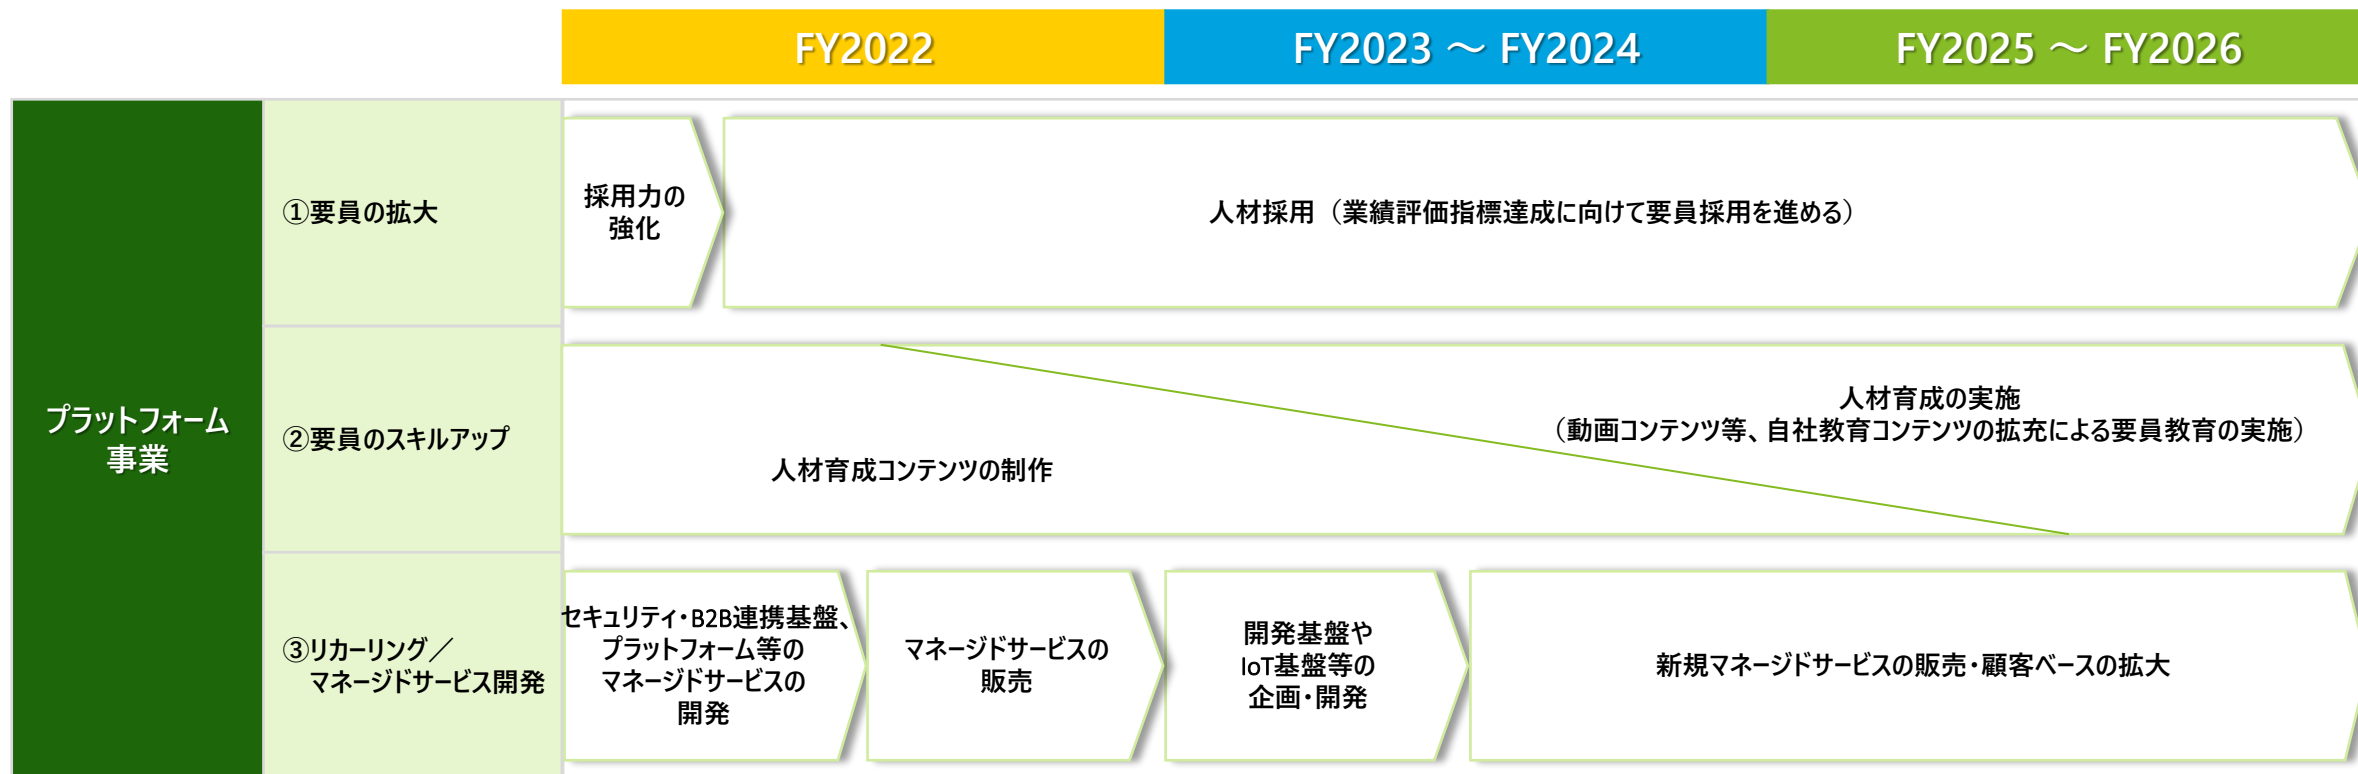 FY2022
FY2023 ～ FY2024
FY2025 ～ FY2026
プラットフォーム
事業
①要員の拡大
採用力の
強化
人材採用（業績評価指標達成に向けて要員採用を進める）
②要員のスキルアップ
人材育成コンテンツの制作
人材育成の実施
（動画コンテンツ等、自社教育コンテンツの拡充による要員教育の実施）
③リカーリング／
マネージドサービス開発
セキュリティ・B2B連携基盤、
プラットフォーム等の
マネージドサービスの
開発
マネージドサービスの
販売
開発基盤や
IoT基盤等の
企画・開発
新規マネージドサービスの販売・顧客ベースの拡大